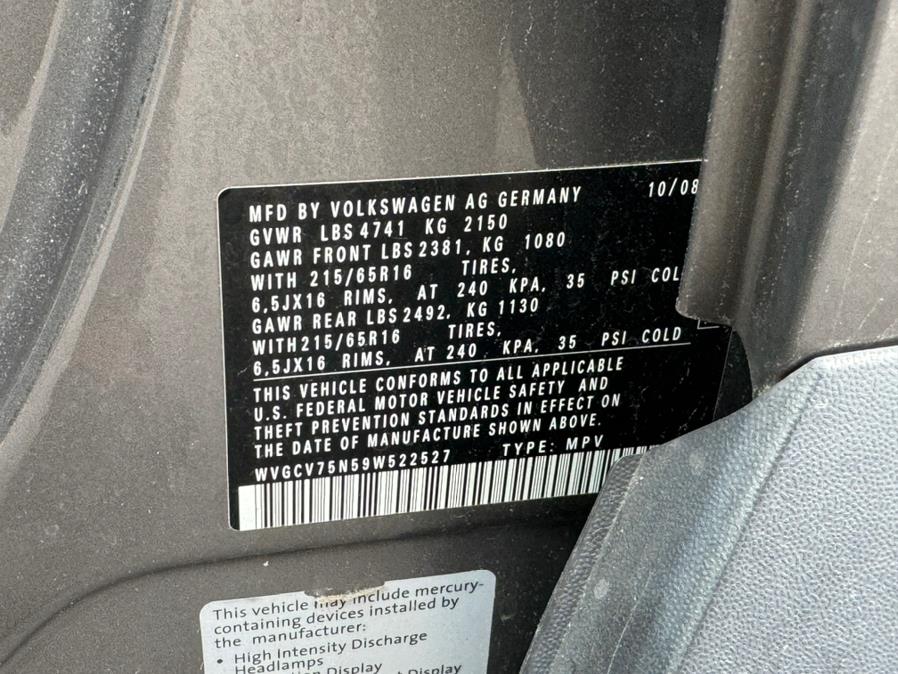 MFD BY VOLKSWAGEN AG GERMANY 10/08
GVWR LBS 4741 KG 2150
GAWR FRONT LBS 2381, KG 1080
WITH 215/65R16 TIRES,
6,5JX16 RIMS, AT 240 KPA, 35 PSI COL
GAWR REAR LBS 2492, KG 1130
WITH 215/65R16 TIRES,
6,5JX16 RIMS, AT 240 KPA, 35 PSI COLD
THIS VEHICLE CONFORMS TO ALL APPLICABLE
U.S. FEDERAL MOTOR VEHICLE SAFETY AND
THEFT PREVENTION STANDARDS IN EFFECT ON
THE DATE OF MANUFACTURE SHOWN ABOVE.
WVGCV75N59W522527 TYPE: MPV
This vehicle may include mercury-
containing devices installed by
the manufacturer:
• High Intensity Discharge
Headlamps
Display
Display